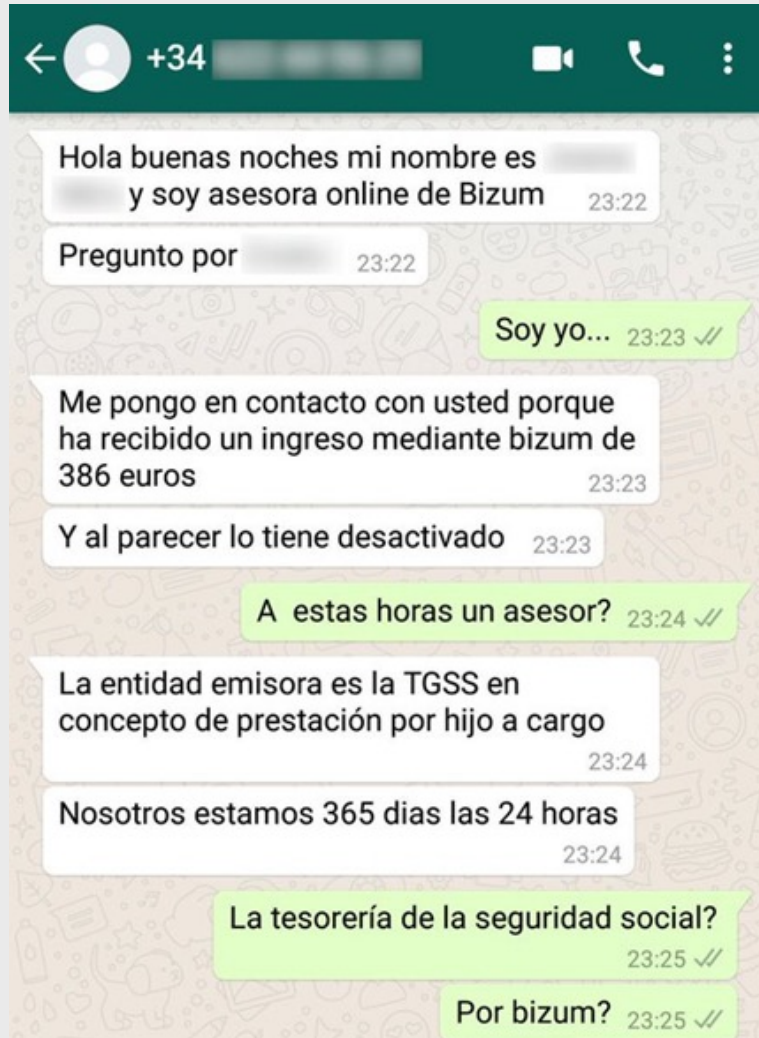 +34
Hola buenas noches mi nombre es
y soy asesora online de Bizum 23:22
Pregunto por 23:22
Soy yo... 23:23
Me pongo en contacto con usted porque
ha recibido un ingreso mediante bizum de
386 euros 23:23
Y al parecer lo tiene desactivado 23:23
A estas horas un asesor? 23:24
La entidad emisora es la TGSS en
concepto de prestación por hijo a cargo
23:24
Nosotros estamos 365 dias las 24 horas
23:24
La tesorería de la seguridad social?
23:25
Por bizum? 23:25